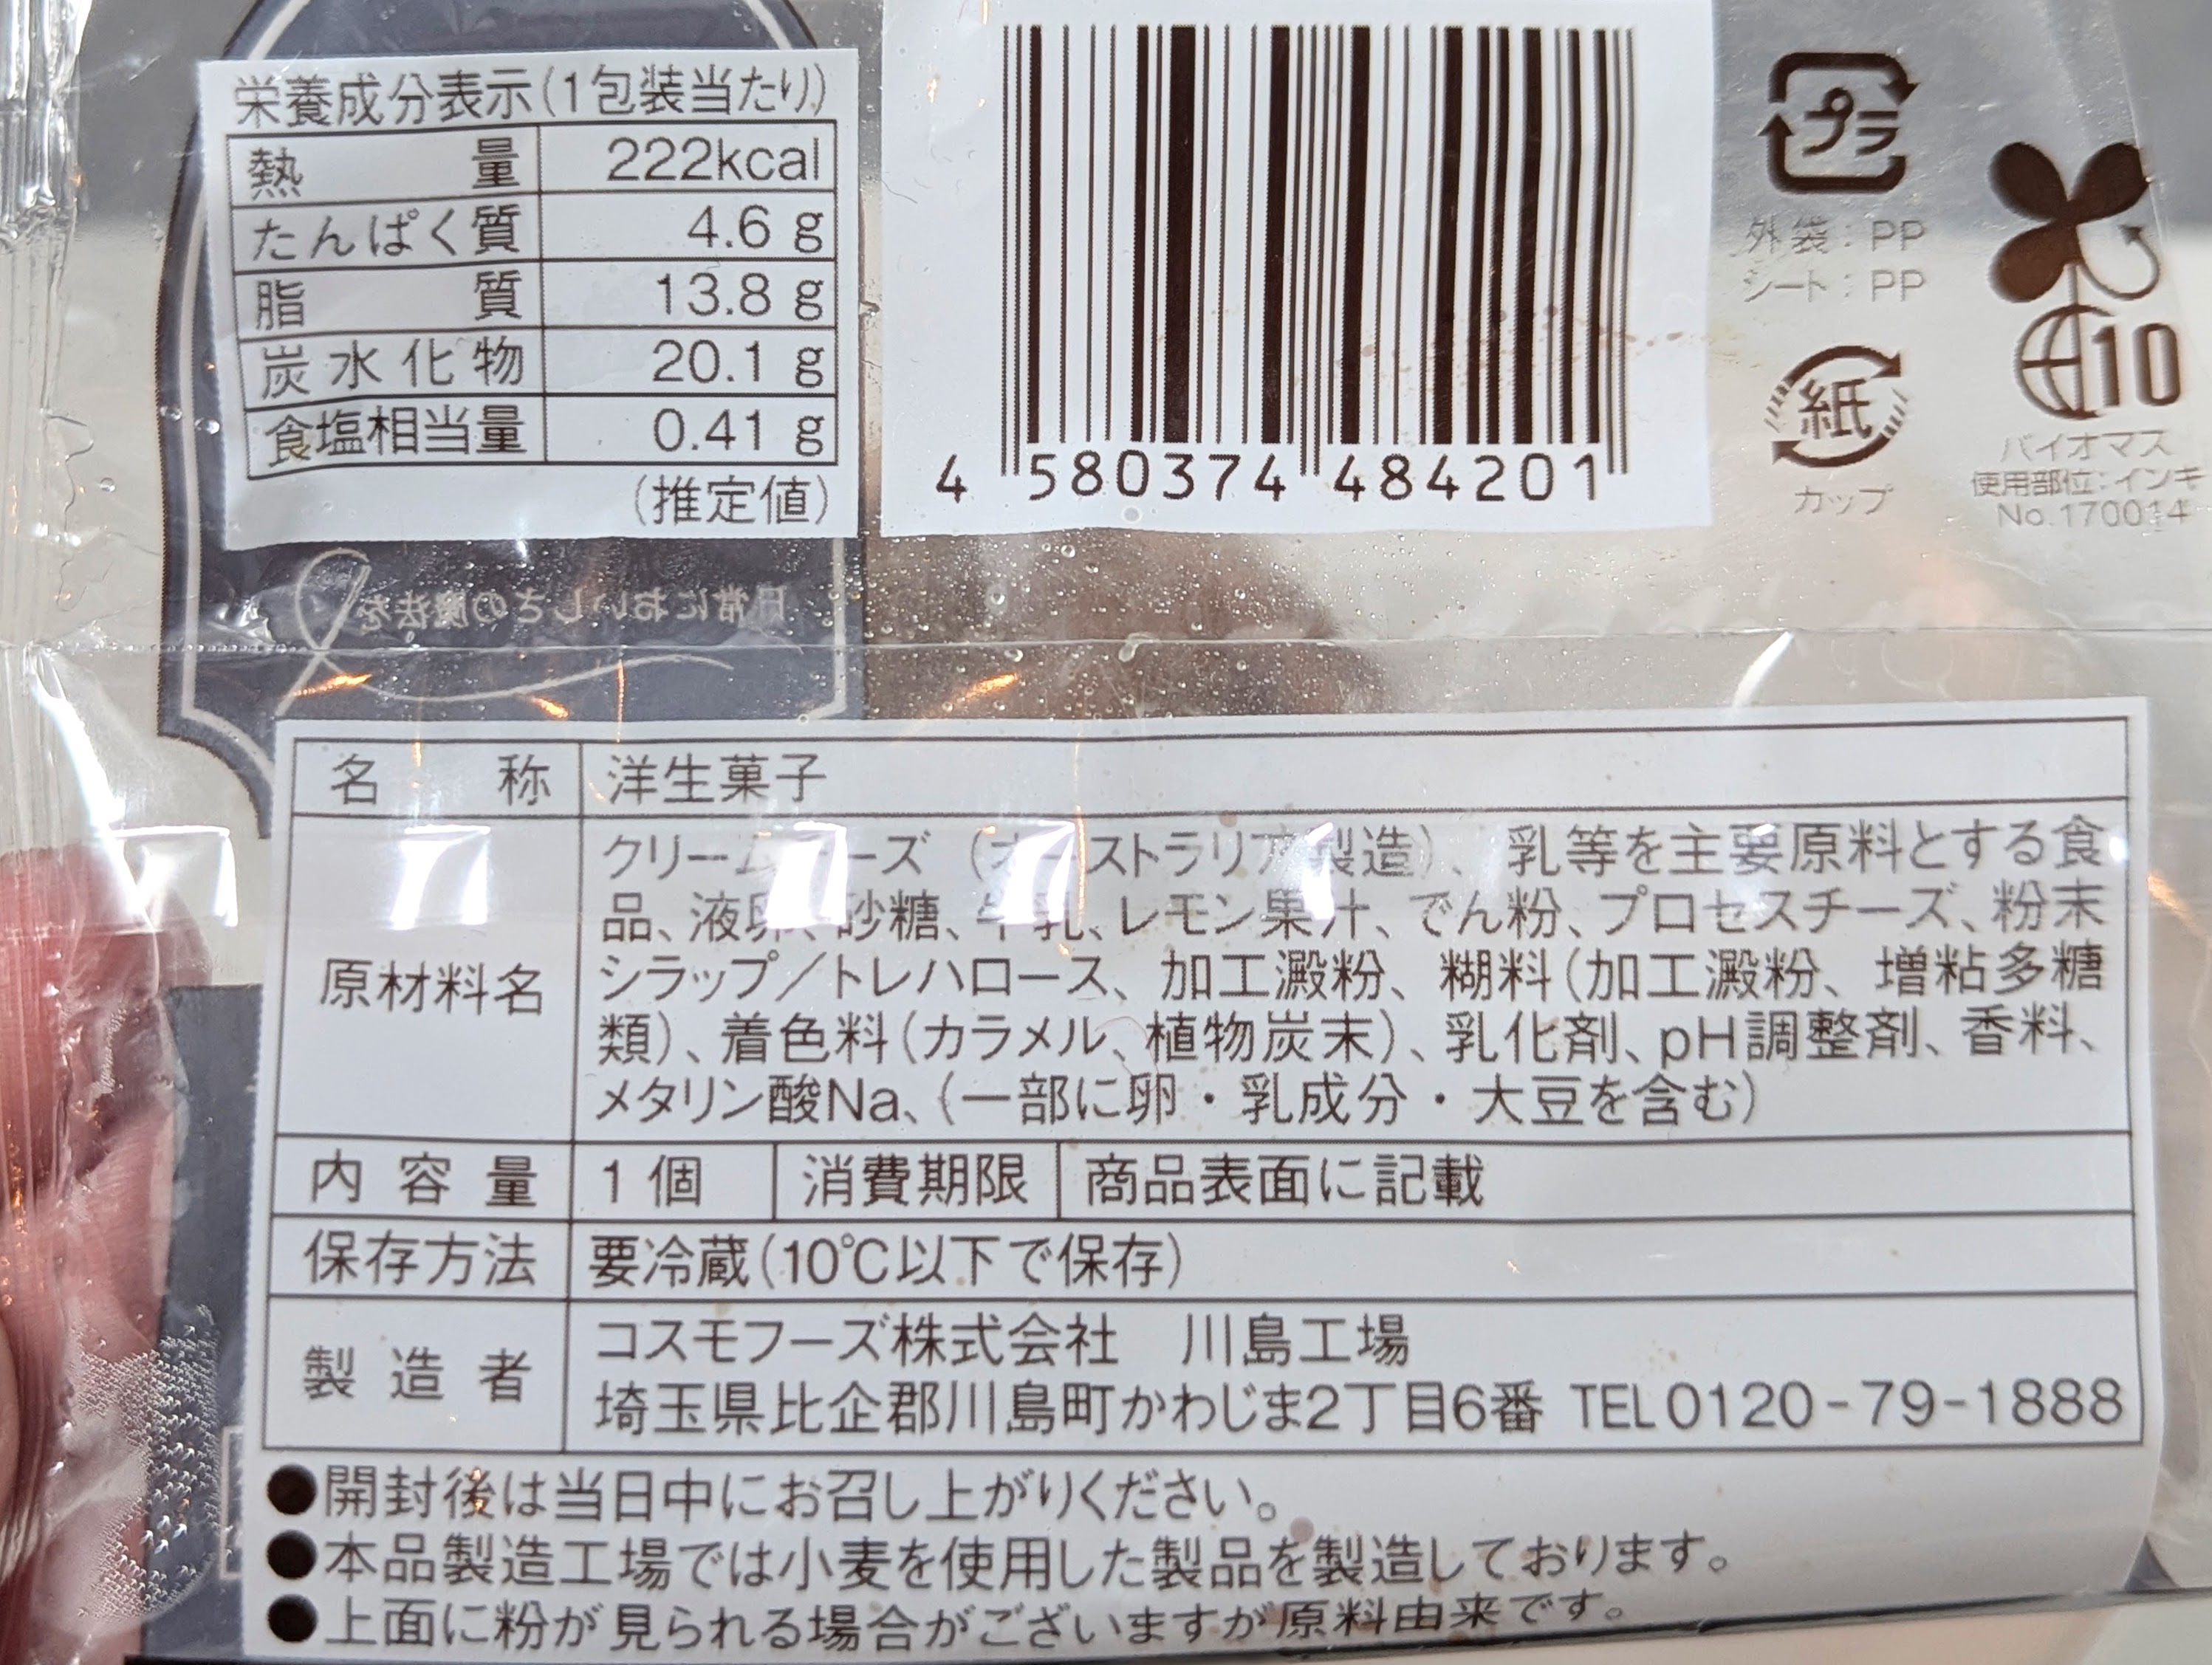 栄養成分表示(1包装当たり)
熱量 222kcal
たんぱく質 4.6 g
脂質 13.8 g
炭水化物 20.1 g
食塩相当量 0.41 g
(推定値)
4 580374 484201
プラ
外袋:PP
シート:PP
紙
カップ
10
バイオマス
使用部位:インキ
No.170014
日常においしさの魔法を
名称 洋生菓子
原材料名 クリームチーズ(オーストラリア製造)、乳等を主要原料とする食
品、液卵、砂糖、牛乳、レモン果汁、でん粉、プロセスチーズ、粉末
シラップ/トレハロース、加工澱粉、糊料(加工澱粉、増粘多糖
類)、着色料(カラメル、植物炭末)、乳化剤、pH調整剤、香料、
メタリン酸Na、(一部に卵・乳成分・大豆を含む)
内容量 1個 消費期限 商品表面に記載
保存方法 要冷蔵(10℃以下で保存)
製造者 コスモフーズ株式会社 川島工場
埼玉県比企郡川島町かわじま2丁目6番 TEL0120-79-1888
●開封後は当日中にお召し上がりください。
●本品製造工場では小麦を使用した製品を製造しております。
●上面に粉が見られる場合がございますが原料由来です。